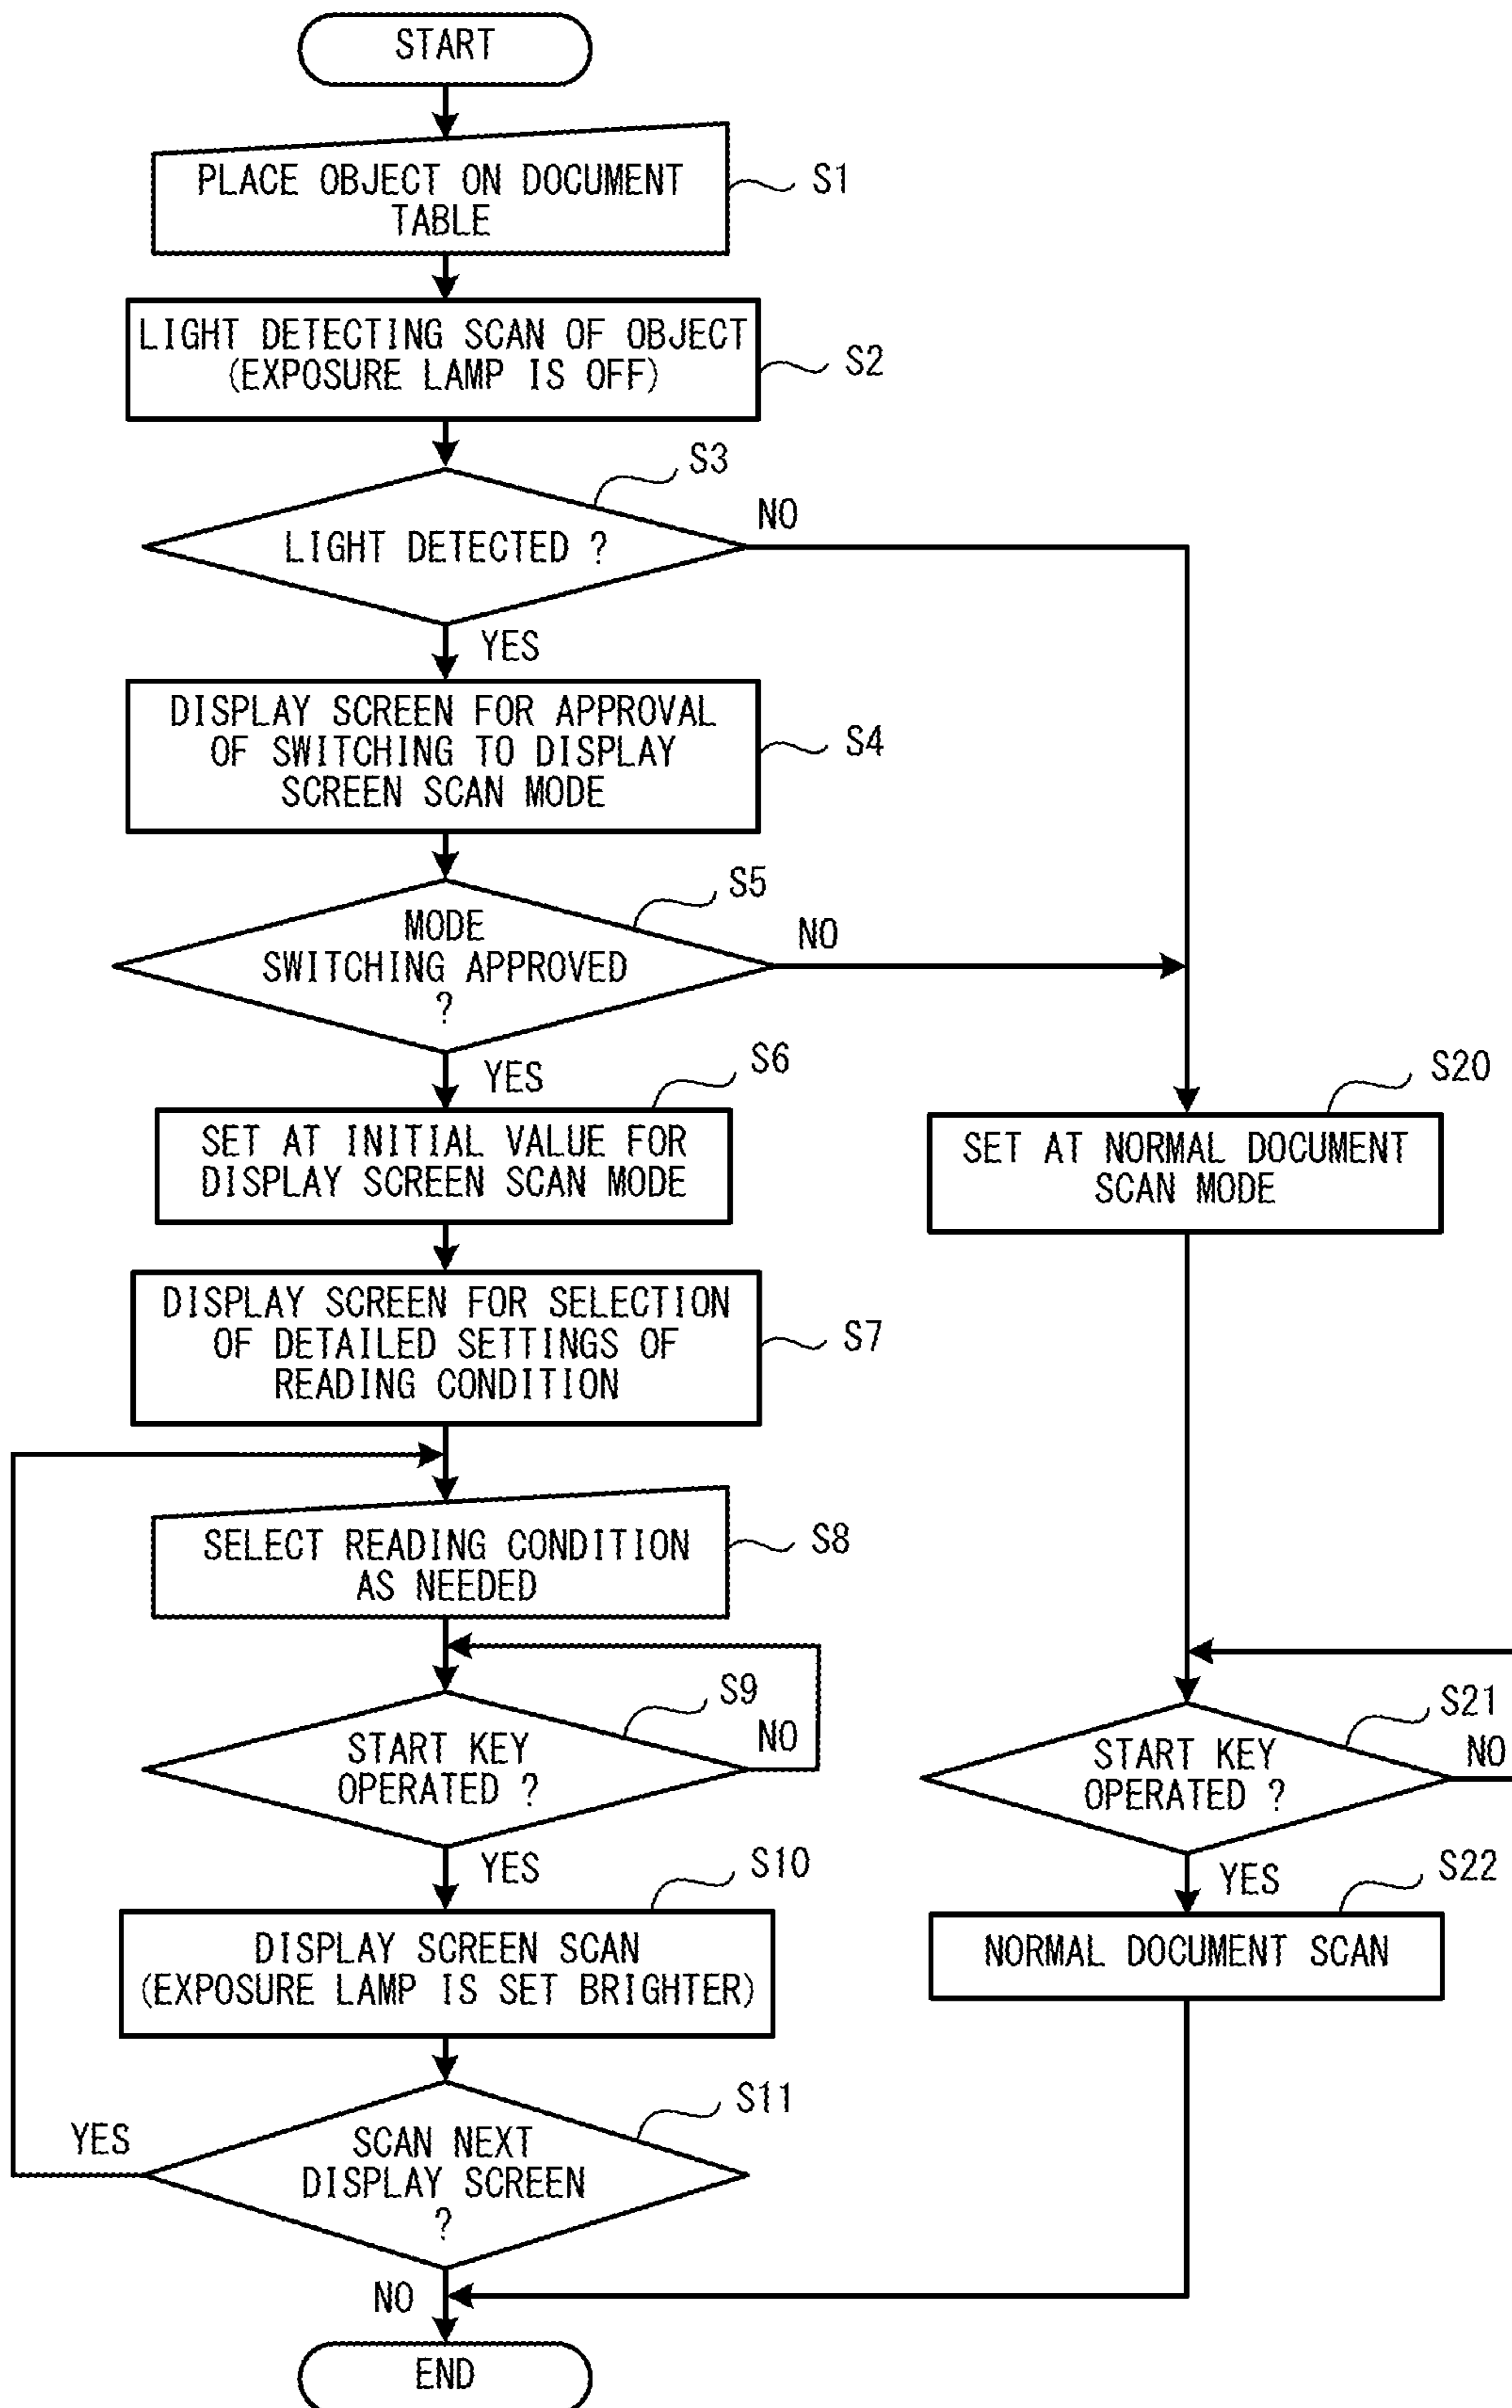 START
PLACE OBJECT ON DOCUMENT
TABLE
S1
LIGHT DETECTING SCAN OF OBJECT
(EXPOSURE LAMP IS OFF)
S2
S3
LIGHT DETECTED ?
NO
YES
DISPLAY SCREEN FOR APPROVAL
OF SWITCHING TO DISPLAY
SCREEN SCAN MODE
S4
S5
MODE
SWITCHING APPROVED
?
NO
YES
S6
SET AT INITIAL VALUE FOR
DISPLAY SCREEN SCAN MODE
S20
SET AT NORMAL DOCUMENT
SCAN MODE
DISPLAY SCREEN FOR SELECTION
OF DETAILED SETTINGS OF
READING CONDITION
S7
SELECT READING CONDITION
AS NEEDED
S8
S9
START KEY
OPERATED ?
NO
YES
S21
START KEY
OPERATED ?
NO
YES
S10
DISPLAY SCREEN SCAN
(EXPOSURE LAMP IS SET BRIGHTER)
S22
NORMAL DOCUMENT SCAN
S11
SCAN NEXT
DISPLAY SCREEN
?
YES
NO
END